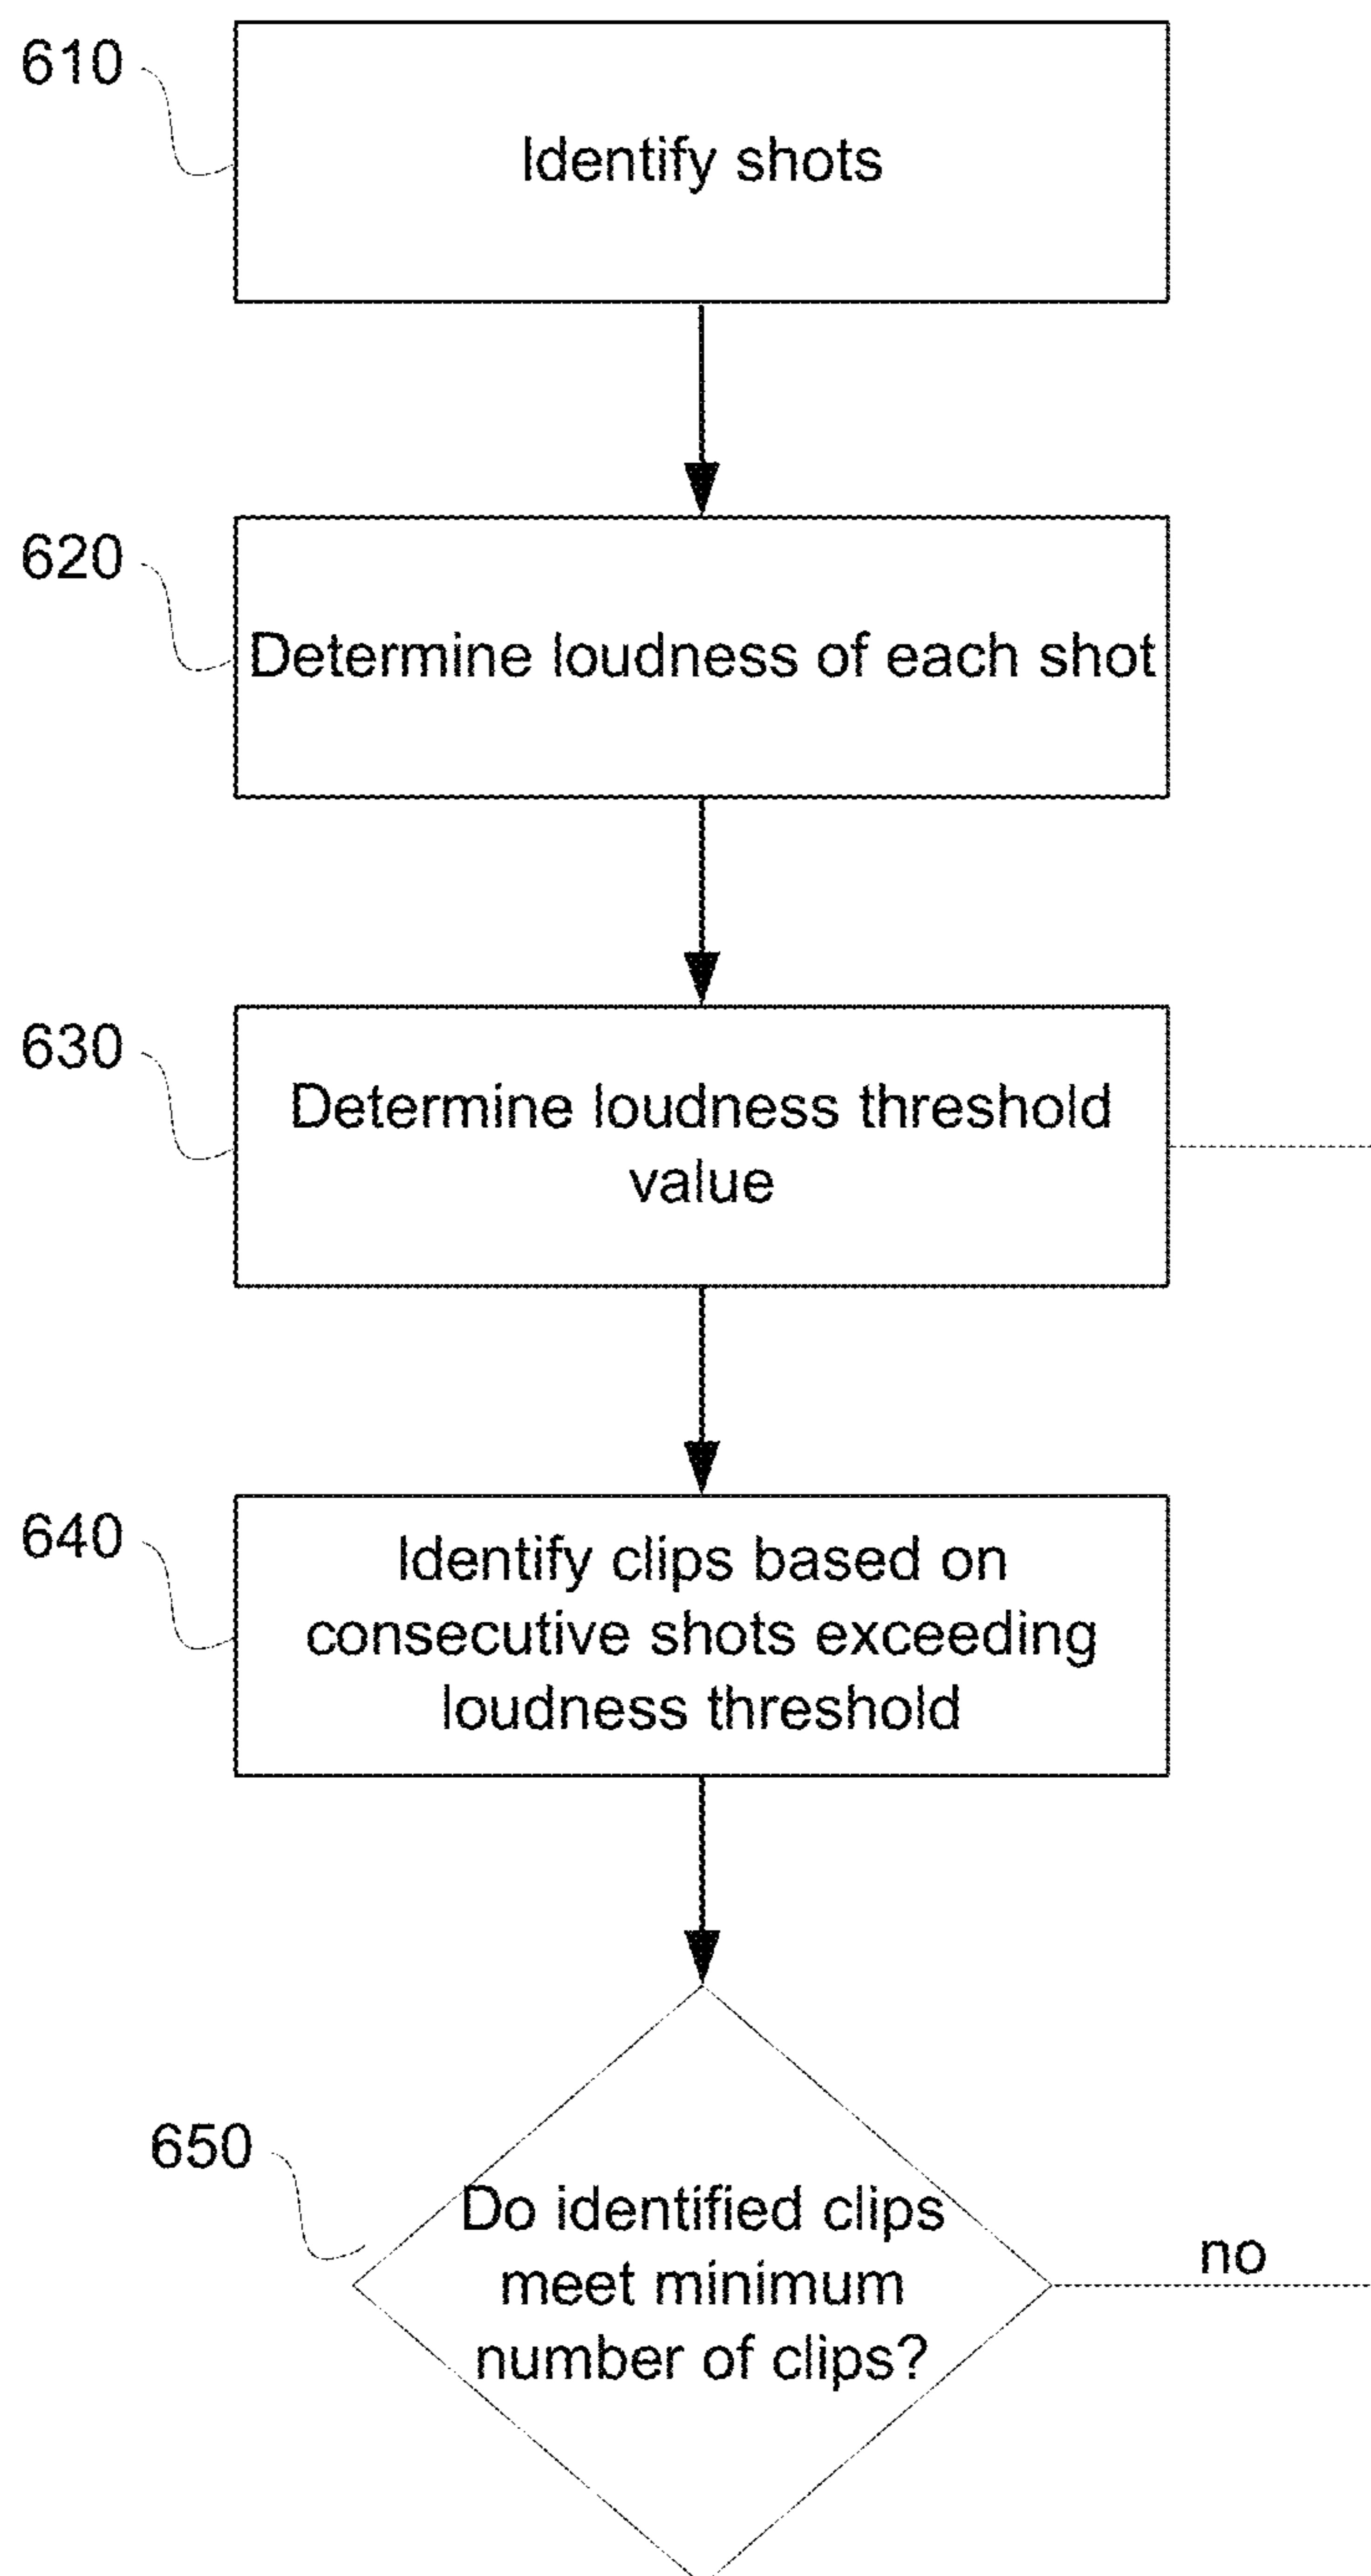 610
Identify shots
620
Determine loudness of each shot
630
Determine loudness threshold
value
640
Identify clips based on
consecutive shots exceeding
loudness threshold
650
Do identified clips
meet minimum
number of clips?
no